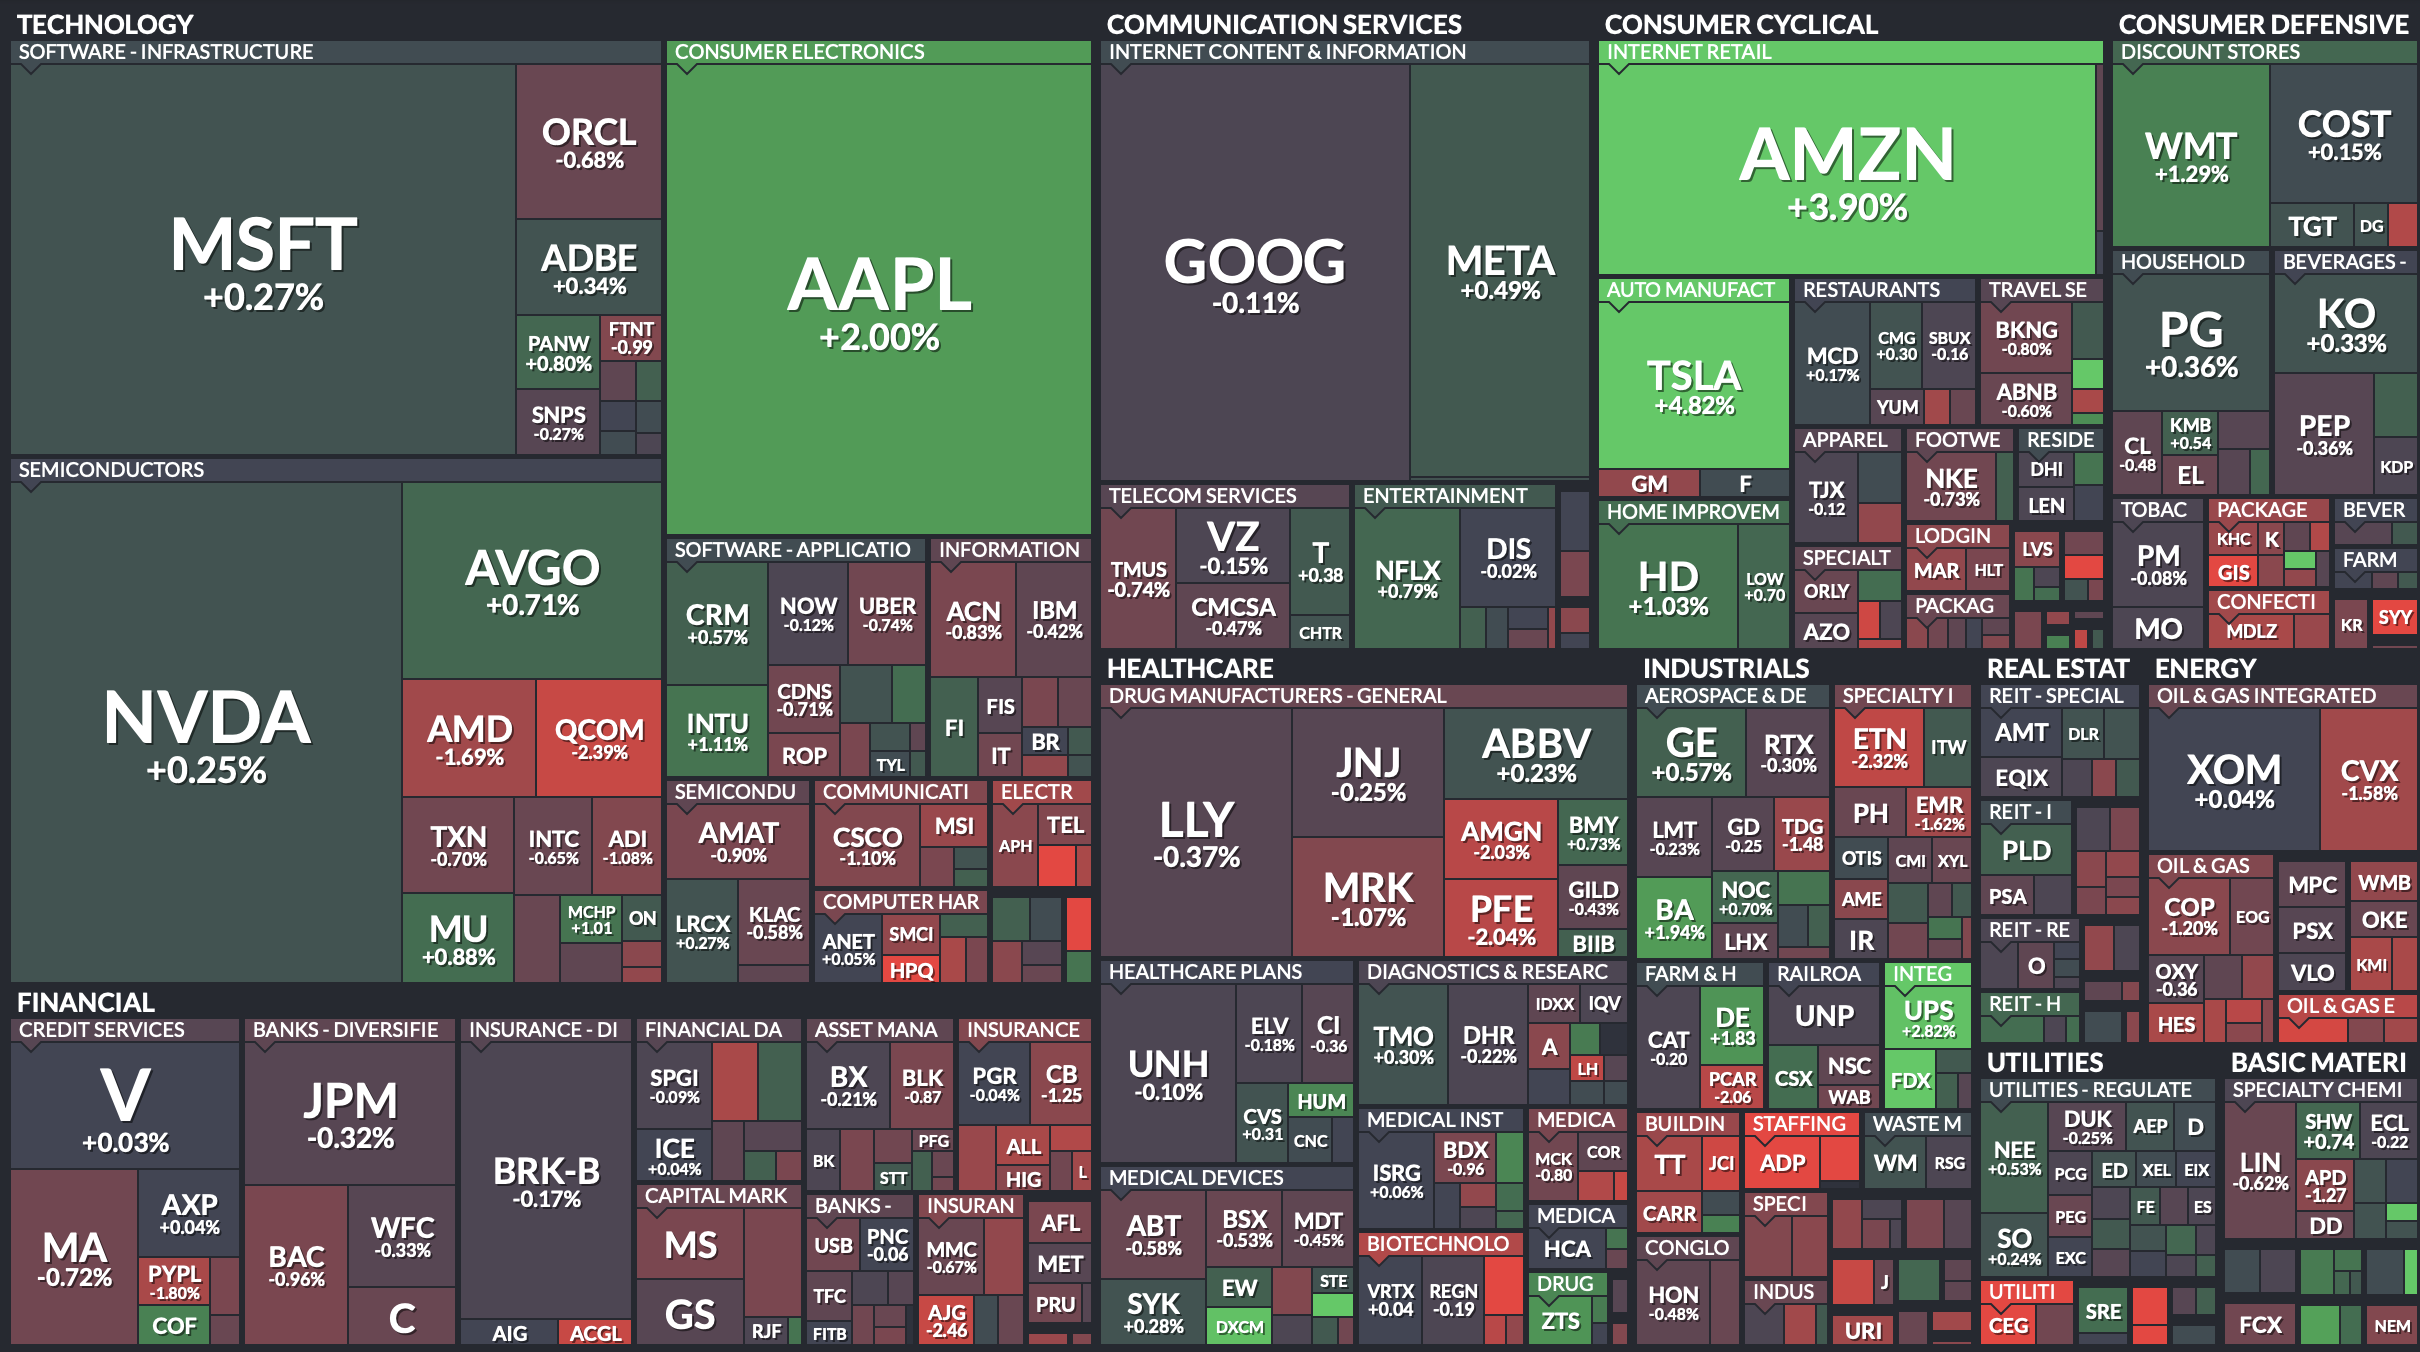 TECHNOLOGY
SOFTWARE - INFRASTRUCTURE
MSFT
+0.27%
ORCL
-0.68%
ADBE
+0.34%
PANW
+0.80%
FTNT
-0.99
SNPS
-0.27%
CONSUMER ELECTRONICS
AAPL
+2.00%
SEMICONDUCTORS
NVDA
+0.25%
AVGO
+0.71%
AMD
-1.69%
QCOM
-2.39%
TXN
-0.70%
INTC
-0.65%
ADI
-1.08%
MU
+0.88%
MCHP
+1.01
ON
SOFTWARE - APPLICATIO
CRM
+0.57%
NOW
-0.12%
UBER
-0.74%
INTU
+1.11%
CDNS
-0.71%
ROP
TYL
INFORMATION
ACN
-0.83%
IBM
-0.42%
FI
FIS
IT
BR
SEMICONDU
AMAT
-0.90%
LRCX
+0.27%
KLAC
-0.58%
COMMUNICATI
CSCO
-1.10%
MSI
ELECTR
APH
TEL
COMPUTER HAR
ANET
+0.05%
SMCI
HPQ
COMMUNICATION SERVICES
INTERNET CONTENT & INFORMATION
GOOG
-0.11%
META
+0.49%
TELECOM SERVICES
TMUS
-0.74%
VZ
-0.15%
CMCSA
-0.47%
T
+0.38
CHTR
ENTERTAINMENT
NFLX
+0.79%
DIS
-0.02%
CONSUMER CYCLICAL
INTERNET RETAIL
AMZN
+3.90%
AUTO MANUFACT
TSLA
+4.82%
GM
F
HOME IMPROVEM
HD
+1.03%
LOW
+0.70
RESTAURANTS
MCD
+0.17%
CMG
+0.30
SBUX
-0.16
YUM
TRAVEL SE
BKNG
-0.80%
ABNB
-0.60%
APPAREL
TJX
-0.12
FOOTWE
NKE
-0.73%
RESIDE
DHI
LEN
SPECIALT
ORLY
AZO
LODGIN
MAR
HLT
LVS
PACKAG
CONSUMER DEFENSIVE
DISCOUNT STORES
WMT
+1.29%
COST
+0.15%
TGT
DG
HOUSEHOLD
PG
+0.36%
CL
-0.48
KMB
+0.54
EL
BEVERAGES -
KO
+0.33%
PEP
-0.36%
KDP
TOBAC
PM
-0.08%
MO
PACKAGE
KHC
K
GIS
CONFECTI
MDLZ
BEVER
FARM
KR
SYY
HEALTHCARE
DRUG MANUFACTURERS - GENERAL
LLY
-0.37%
JNJ
-0.25%
MRK
-1.07%
ABBV
+0.23%
AMGN
-2.03%
BMY
+0.73%
PFE
-2.04%
GILD
-0.43%
BIIB
HEALTHCARE PLANS
UNH
-0.10%
ELV
-0.18%
CI
-0.36
CVS
+0.31
HUM
CNC
DIAGNOSTICS & RESEARC
TMO
+0.30%
DHR
-0.22%
IDXX
IQV
A
LH
MEDICAL DEVICES
ABT
-0.58%
BSX
-0.53%
MDT
-0.45%
SYK
+0.28%
EW
STE
DXCM
MEDICAL INST
ISRG
+0.06%
BDX
-0.96
BIOTECHNOLO
VRTX
+0.04
REGN
-0.19
MEDICA
MCK
-0.80
COR
MEDICA
HCA
DRUG
ZTS
INDUSTRIALS
AEROSPACE & DE
GE
+0.57%
RTX
-0.30%
LMT
-0.23%
GD
-0.25
TDG
-1.48
BA
+1.94%
NOC
+0.70%
LHX
SPECIALTY I
ETN
-2.32%
ITW
PH
EMR
-1.62%
OTIS
CMI
XYL
AME
IR
FARM & H
CAT
-0.20
DE
+1.83
PCAR
-2.06
RAILROA
UNP
CSX
NSC
WAB
INTEG
UPS
+2.82%
FDX
BUILDIN
TT
JCI
CARR
STAFFING
ADP
WASTE M
WM
RSG
SPECI
CONGLO
HON
-0.48%
INDUS
J
URI
REAL ESTAT
REIT - SPECIAL
AMT
DLR
EQIX
REIT - I
PLD
PSA
REIT - RE
O
REIT - H
ENERGY
OIL & GAS INTEGRATED
XOM
+0.04%
CVX
-1.58%
OIL & GAS
COP
-1.20%
EOG
OXY
-0.36
HES
MPC
PSX
VLO
WMB
OKE
KMI
OIL & GAS E
UTILITIES
UTILITIES - REGULATE
NEE
+0.53%
DUK
-0.25%
AEP
D
SO
+0.24%
PCG
ED
XEL
EIX
PEG
FE
ES
EXC
UTILITI
CEG
SRE
BASIC MATERI
SPECIALTY CHEMI
LIN
-0.62%
SHW
+0.74
ECL
-0.22
APD
-1.27
DD
FCX
NEM
FINANCIAL
CREDIT SERVICES
V
+0.03%
MA
-0.72%
AXP
+0.04%
PYPL
-1.80%
COF
BANKS - DIVERSIFIE
JPM
-0.32%
BAC
-0.96%
WFC
-0.33%
C
INSURANCE - DI
BRK-B
-0.17%
AIG
ACGL
FINANCIAL DA
SPGI
-0.09%
ICE
+0.04%
CAPITAL MARK
MS
GS
RJF
ASSET MANA
BX
-0.21%
BLK
-0.87
BK
STT
PFG
BANKS -
USB
PNC
-0.06
TFC
FITB
INSURANCE
PGR
-0.04%
CB
-1.25
ALL
HIG
L
INSURAN
MMC
-0.67%
AJG
-2.46
AFL
MET
PRU